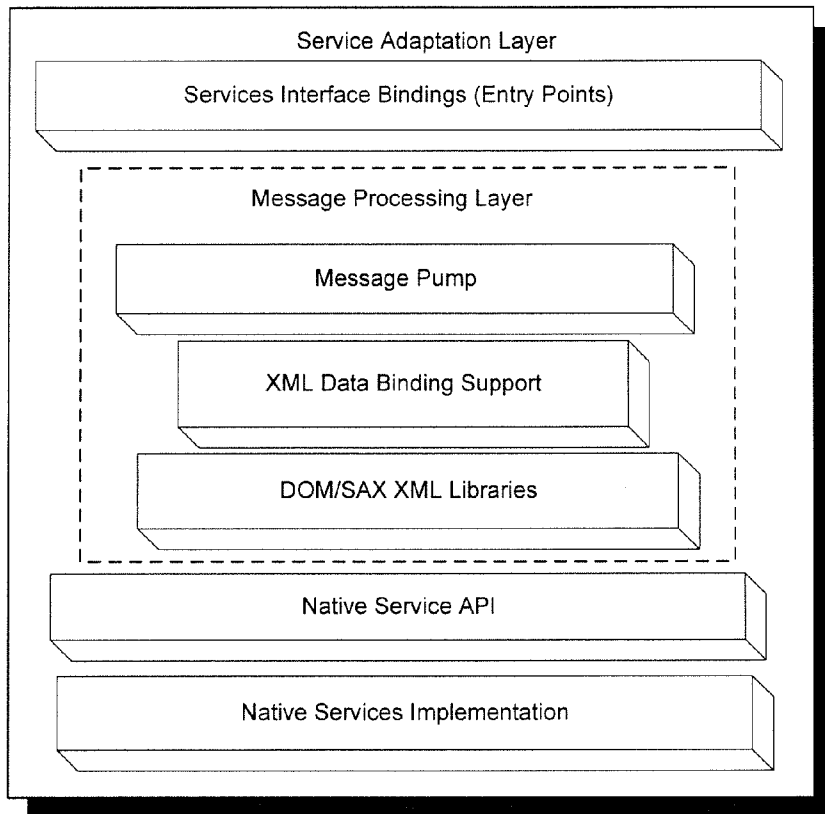 Service Adaptation Layer
Services Interface Bindings (Entry Points)
Message Processing Layer
Message Pump
XML Data Binding Support
DOM/SAX XML Libraries
Native Service API
Native Services Implementation